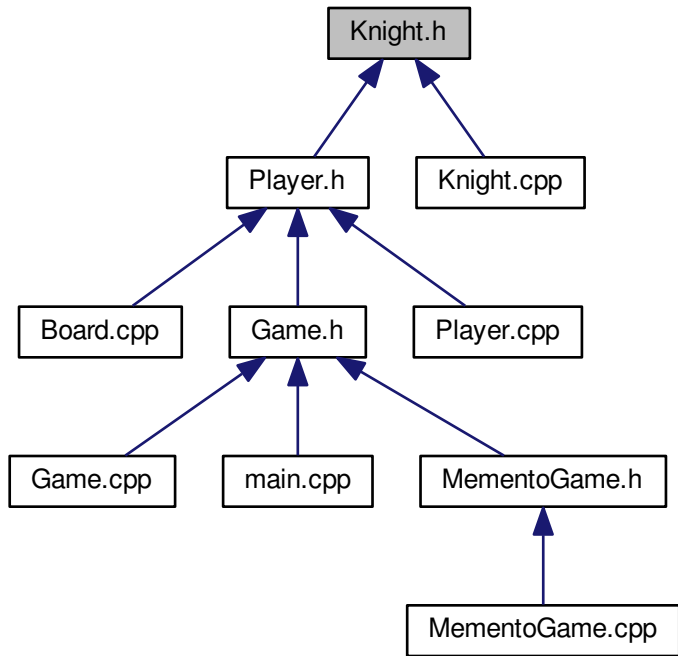 Knight.h
Player.h
Knight.cpp
Board.cpp
Game.h
Player.cpp
Game.cpp
main.cpp
MementoGame.h
MementoGame.cpp